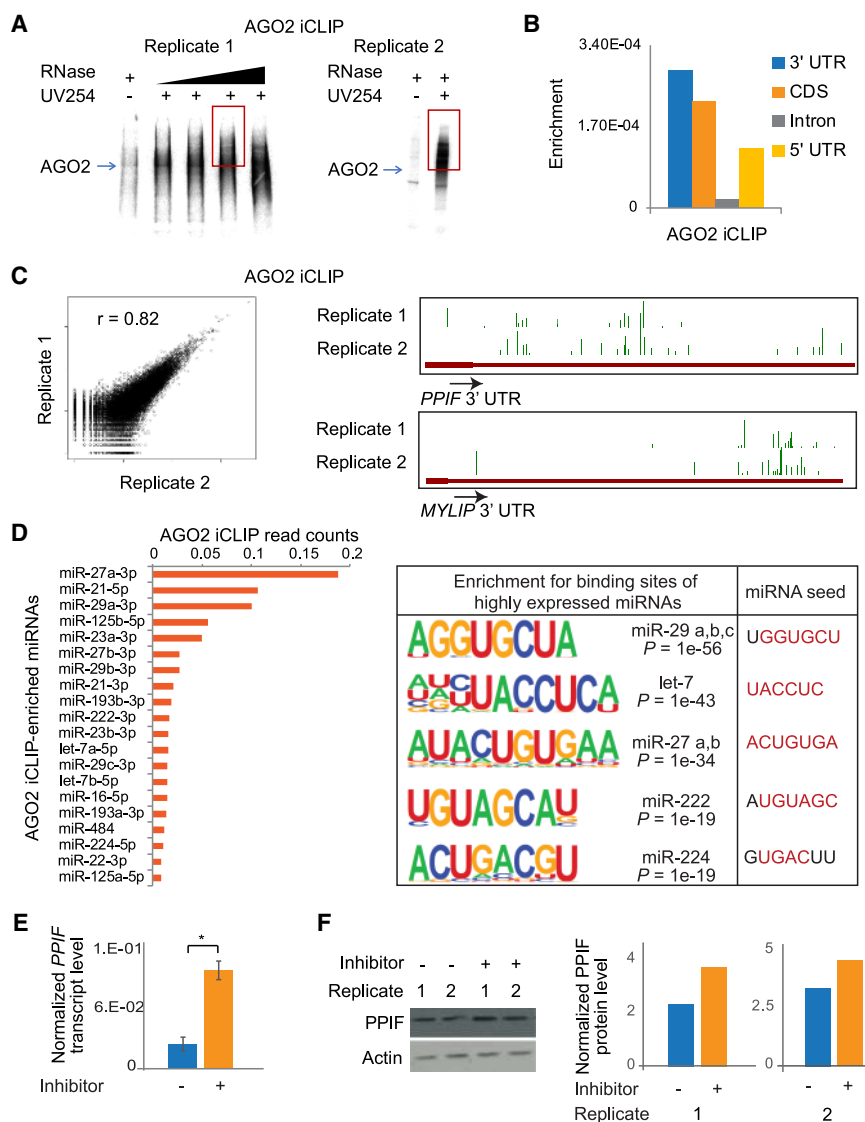 A
AGO2 iCLIP
Replicate 1
Replicate 2
RNase +
UV254 - + + + +
AGO2
RNase + +
UV254 - +
AGO2
B
Enrichment
3.40E-04
1.70E-04
0
3' UTR
CDS
Intron
5' UTR
AGO2 iCLIP
C
AGO2 iCLIP
r = 0.82
Replicate 1
Replicate 2
Replicate 1
Replicate 2
PPIF 3' UTR
Replicate 1
Replicate 2
MYLIP 3' UTR
D
AGO2 iCLIP read counts
0 0.05 0.1 0.15 0.2
AGO2 iCLIP-enriched miRNAs
miR-27a-3p
miR-21-5p
miR-29a-3p
miR-125b-5p
miR-23a-3p
miR-27b-3p
miR-29b-3p
miR-21-3p
miR-193b-3p
miR-222-3p
miR-23b-3p
let-7a-5p
miR-29c-3p
let-7b-5p
miR-16-5p
miR-193a-3p
miR-484
miR-224-5p
miR-22-3p
miR-125a-5p
Enrichment for binding sites of
highly expressed miRNAs
miRNA seed
AGGUGCUA
miR-29 a,b,c
P = 1e-56
UGGUGCU
AUCUACCUCA
let-7
P = 1e-43
UACCUC
AUACUGUGAA
miR-27 a,b
P = 1e-34
ACUGUGA
UGUAGCAU
miR-222
P = 1e-19
AUGUAGC
ACUGACGU
miR-224
P = 1e-19
GUGACUU
E
Normalized PPIF
transcript level
1.E-01
6.E-02
0
*
Inhibitor - +
F
Inhibitor - - + +
Replicate 1 2 1 2
PPIF
Actin
Normalized PPIF
protein level
4
2
0
5
2.5
0
Inhibitor - + - +
Replicate 1 2